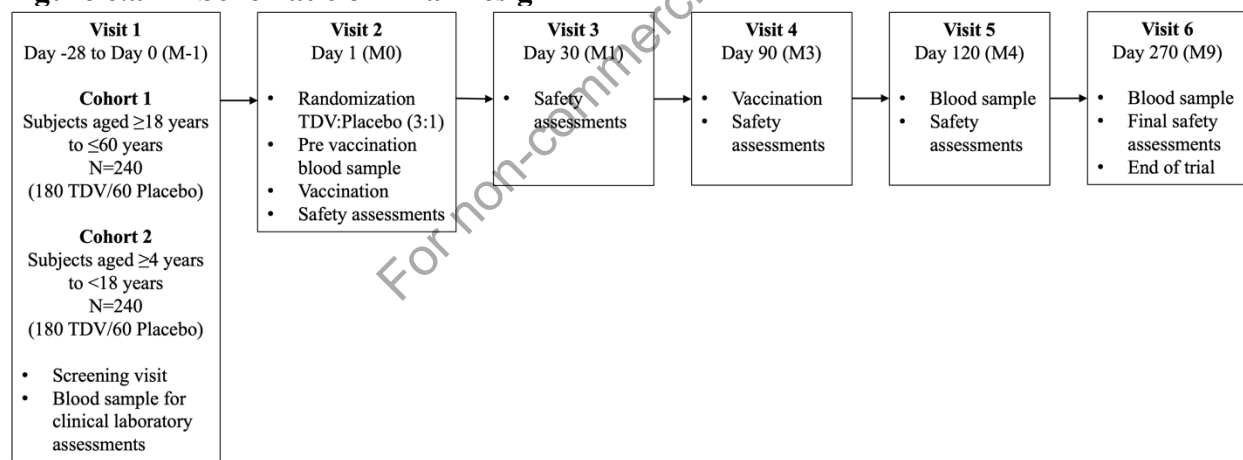 Visit 1
Day -28 to Day 0 (M-1)
Cohort 1
Subjects aged ≥18 years
to ≤60 years
N=240
(180 TDV/60 Placebo)
Cohort 2
Subjects aged ≥4 years
to <18 years
N=240
(180 TDV/60 Placebo)
• Screening visit
• Blood sample for
clinical laboratory
assessments
Visit 2
Day 1 (M0)
• Randomization
TDV:Placebo (3:1)
• Pre vaccination
blood sample
• Vaccination
• Safety assessments
Visit 3
Day 30 (M1)
• Safety
assessments
Visit 4
Day 90 (M3)
• Vaccination
• Safety
assessments
Visit 5
Day 120 (M4)
• Blood sample
• Safety
assessments
Visit 6
Day 270 (M9)
• Blood sample
• Final safety
assessments
• End of trial
For non-commerc